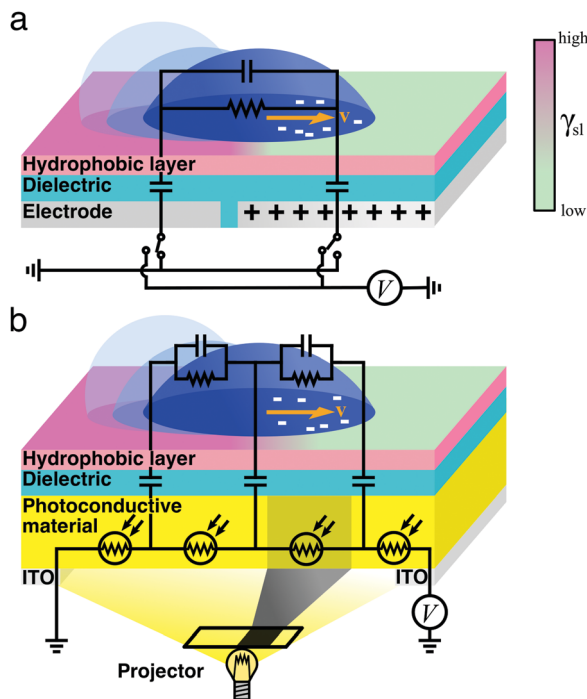 a
high
γsl
low
v
Hydrophobic layer
Dielectric
Electrode
+ + + + + + + +
V
b
v
Hydrophobic layer
Dielectric
Photoconductive
material
ITO
ITO
V
Projector